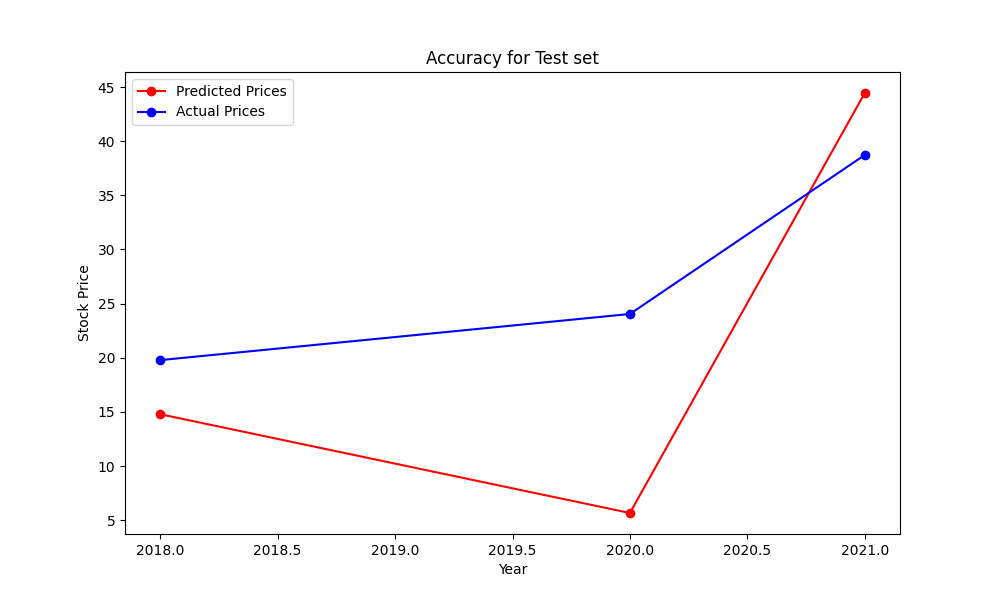 Accuracy for Test set
Predicted Prices
Actual Prices
45
40
35
30
25
20
15
10
5
Stock Price
2018.0 2018.5 2019.0 2019.5 2020.0 2020.5 2021.0
Year